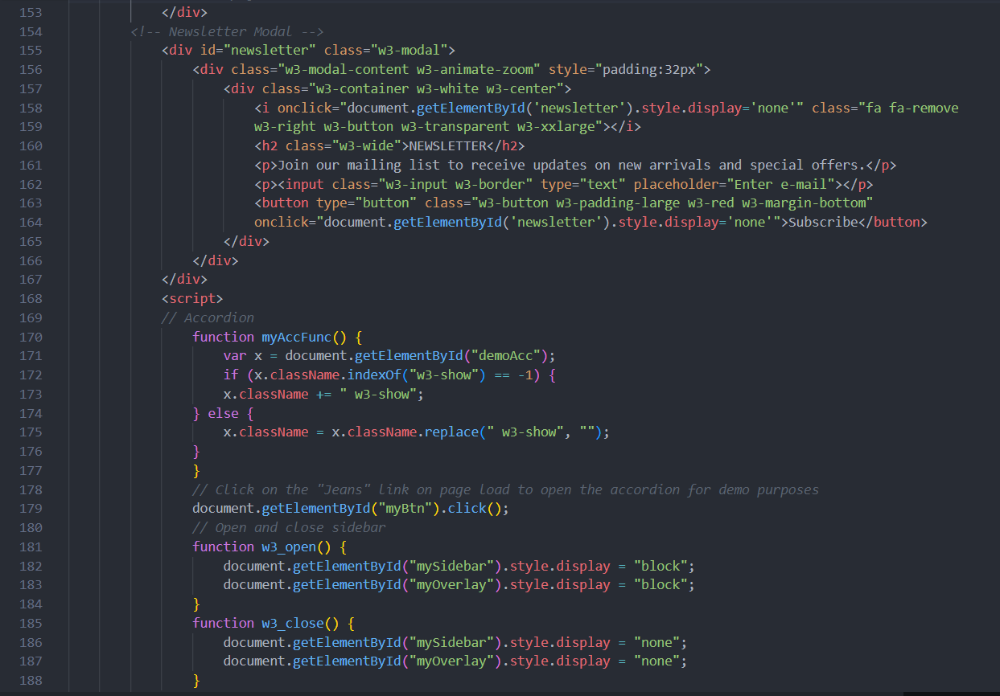 153 </div>
154 <!-- Newsletter Modal -->
155 <div id="newsletter" class="w3-modal">
156 <div class="w3-modal-content w3-animate-zoom" style="padding:32px">
157 <div class="w3-container w3-white w3-center">
158 <i onclick="document.getElementById('newsletter').style.display='none'" class="fa fa-remove
159 w3-right w3-button w3-transparent w3-xxlarge"></i>
160 <h2 class="w3-wide">NEWSLETTER</h2>
161 <p>Join our mailing list to receive updates on new arrivals and special offers.</p>
162 <p><input class="w3-input w3-border" type="text" placeholder="Enter e-mail"></p>
163 <button type="button" class="w3-button w3-padding-large w3-red w3-margin-bottom"
164 onclick="document.getElementById('newsletter').style.display='none'">Subscribe</button>
165 </div>
166 </div>
167 </div>
168 <script>
169 // Accordion
170 function myAccFunc() {
171 var x = document.getElementById("demoAcc");
172 if (x.className.indexOf("w3-show") == -1) {
173 x.className += " w3-show";
174 } else {
175 x.className = x.className.replace(" w3-show", "");
176 }
177 }
178 // Click on the "Jeans" link on page load to open the accordion for demo purposes
179 document.getElementById("myBtn").click();
180 // Open and close sidebar
181 function w3_open() {
182 document.getElementById("mySidebar").style.display = "block";
183 document.getElementById("myOverlay").style.display = "block";
184 }
185 function w3_close() {
186 document.getElementById("mySidebar").style.display = "none";
187 document.getElementById("myOverlay").style.display = "none";
188 }